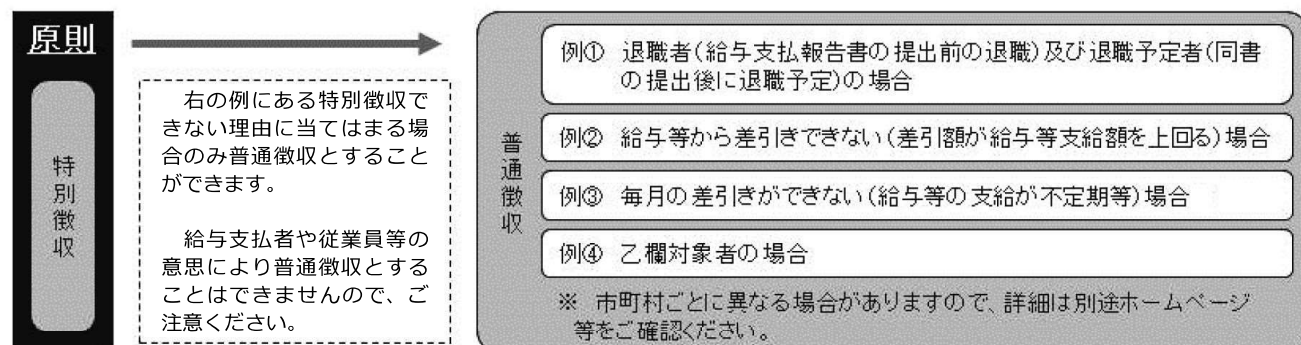 原則
特別徴収
右の例にある特別徴収で
きない理由に当てはまる場
合のみ普通徴収とすること
ができます。
給与支払者や従業員等の
意思により普通徴収とする
ことはできませんので、ご
注意ください。
普通徴収
例① 退職者(給与支払報告書の提出前の退職)及び退職予定者(同書
の提出後に退職予定)の場合
例② 給与等から差引きできない(差引額が給与等支給額を上回る)場合
例③ 毎月の差引きができない(給与等の支給が不定期等)場合
例④ 乙欄対象者の場合
※ 市町村ごとに異なる場合がありますので、詳細は別途ホームページ
等をご確認ください。